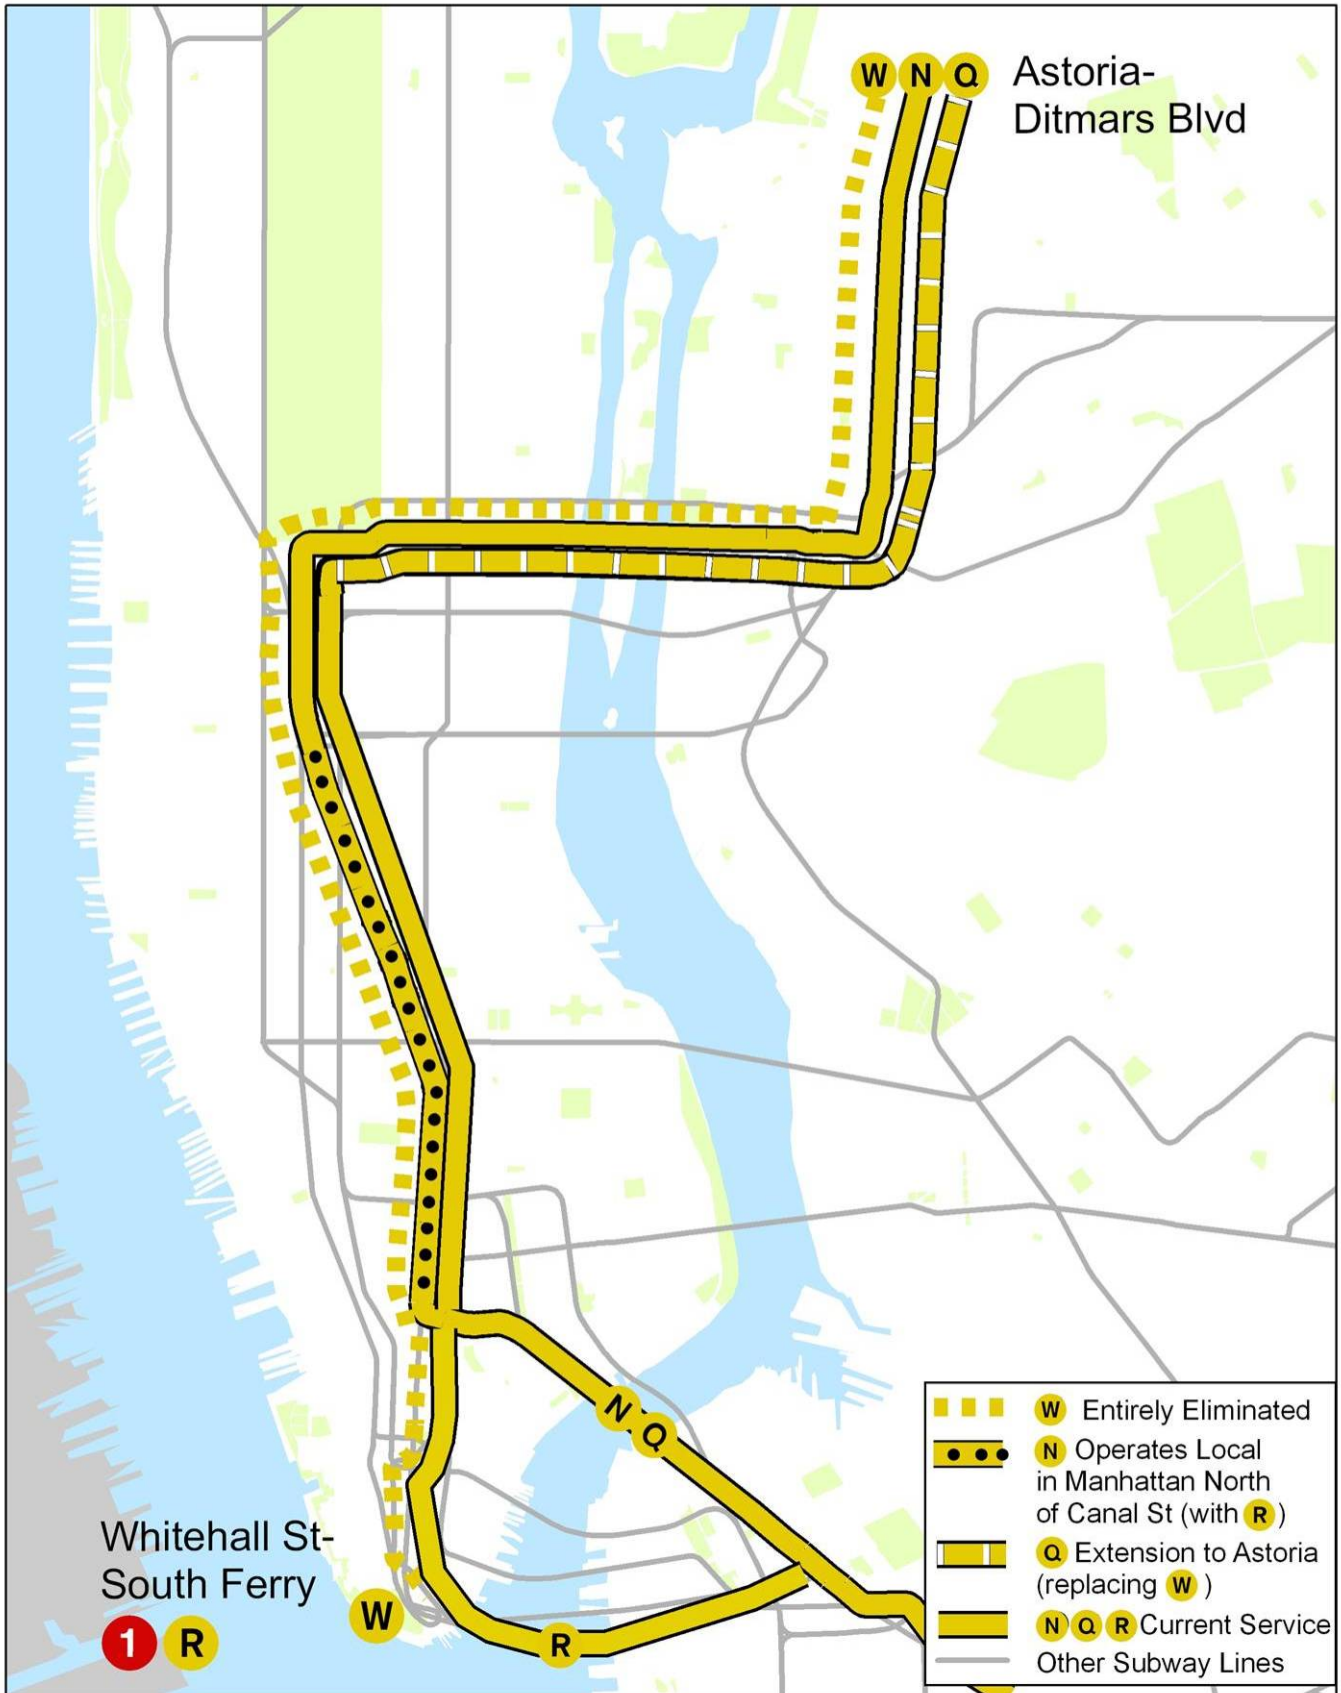 W N Q
Astoria-
Ditmars Blvd
N
Q
Whitehall St-
South Ferry
1 R
W
R
W Entirely Eliminated
N Operates Local
in Manhattan North
of Canal St (with R)
Q Extension to Astoria
(replacing W)
N Q R Current Service
Other Subway Lines